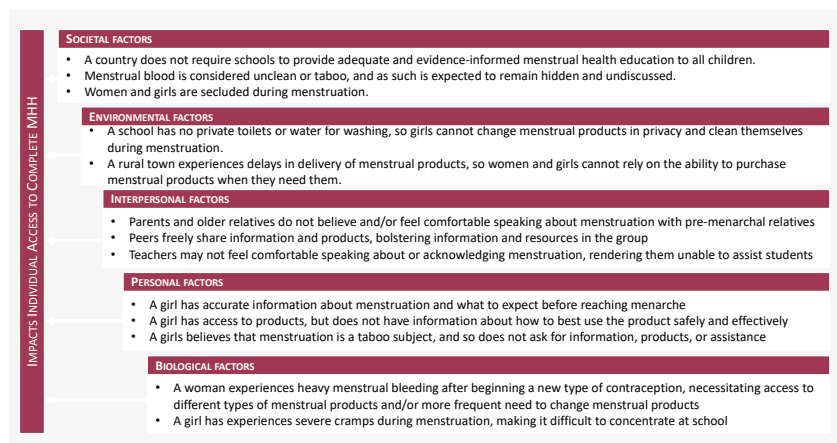 IMPACTS INDIVIDUAL ACCESS TO COMPLETE MHH
SOCIETAL FACTORS
• A country does not require schools to provide adequate and evidence-informed menstrual health education to all children.
• Menstrual blood is considered unclean or taboo, and as such is expected to remain hidden and undiscussed.
• Women and girls are secluded during menstruation.
ENVIRONMENTAL FACTORS
• A school has no private toilets or water for washing, so girls cannot change menstrual products in privacy and clean themselves
during menstruation.
• A rural town experiences delays in delivery of menstrual products, so women and girls cannot rely on the ability to purchase
menstrual products when they need them.
INTERPERSONAL FACTORS
• Parents and older relatives do not believe and/or feel comfortable speaking about menstruation with pre-menarchal relatives
• Peers freely share information and products, bolstering information and resources in the group
• Teachers may not feel comfortable speaking about or acknowledging menstruation, rendering them unable to assist students
PERSONAL FACTORS
• A girl has accurate information about menstruation and what to expect before reaching menarche
• A girl has access to products, but does not have information about how to best use the product safely and effectively
• A girls believes that menstruation is a taboo subject, and so does not ask for information, products, or assistance
BIOLOGICAL FACTORS
• A woman experiences heavy menstrual bleeding after beginning a new type of contraception, necessitating access to
different types of menstrual products and/or more frequent need to change menstrual products
• A girl has experiences severe cramps during menstruation, making it difficult to concentrate at school